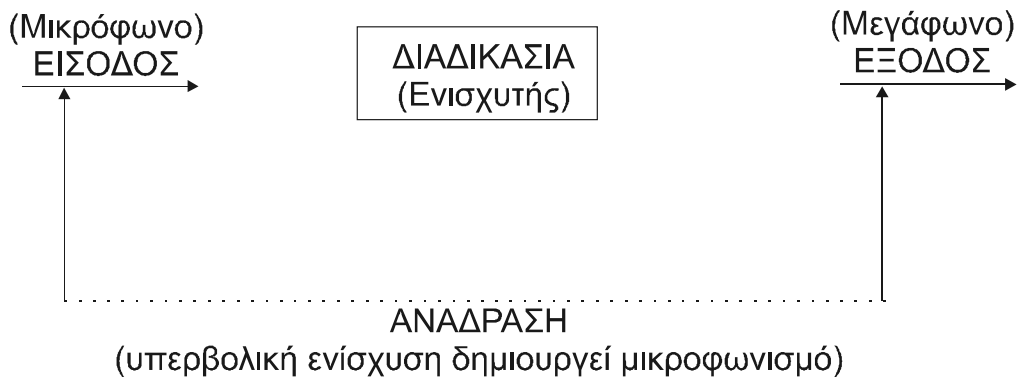 (Μικρόφωνο)
ΕΙΣΟΔΟΣ
ΔΙΑΔΙΚΑΣΙΑ
(Ενισχυτής)
(Μεγάφωνο)
ΕΞΟΔΟΣ
ΑΝΑΔΡΑΣΗ
(υπερβολική ενίσχυση δημιουργεί μικροφωνισμό)